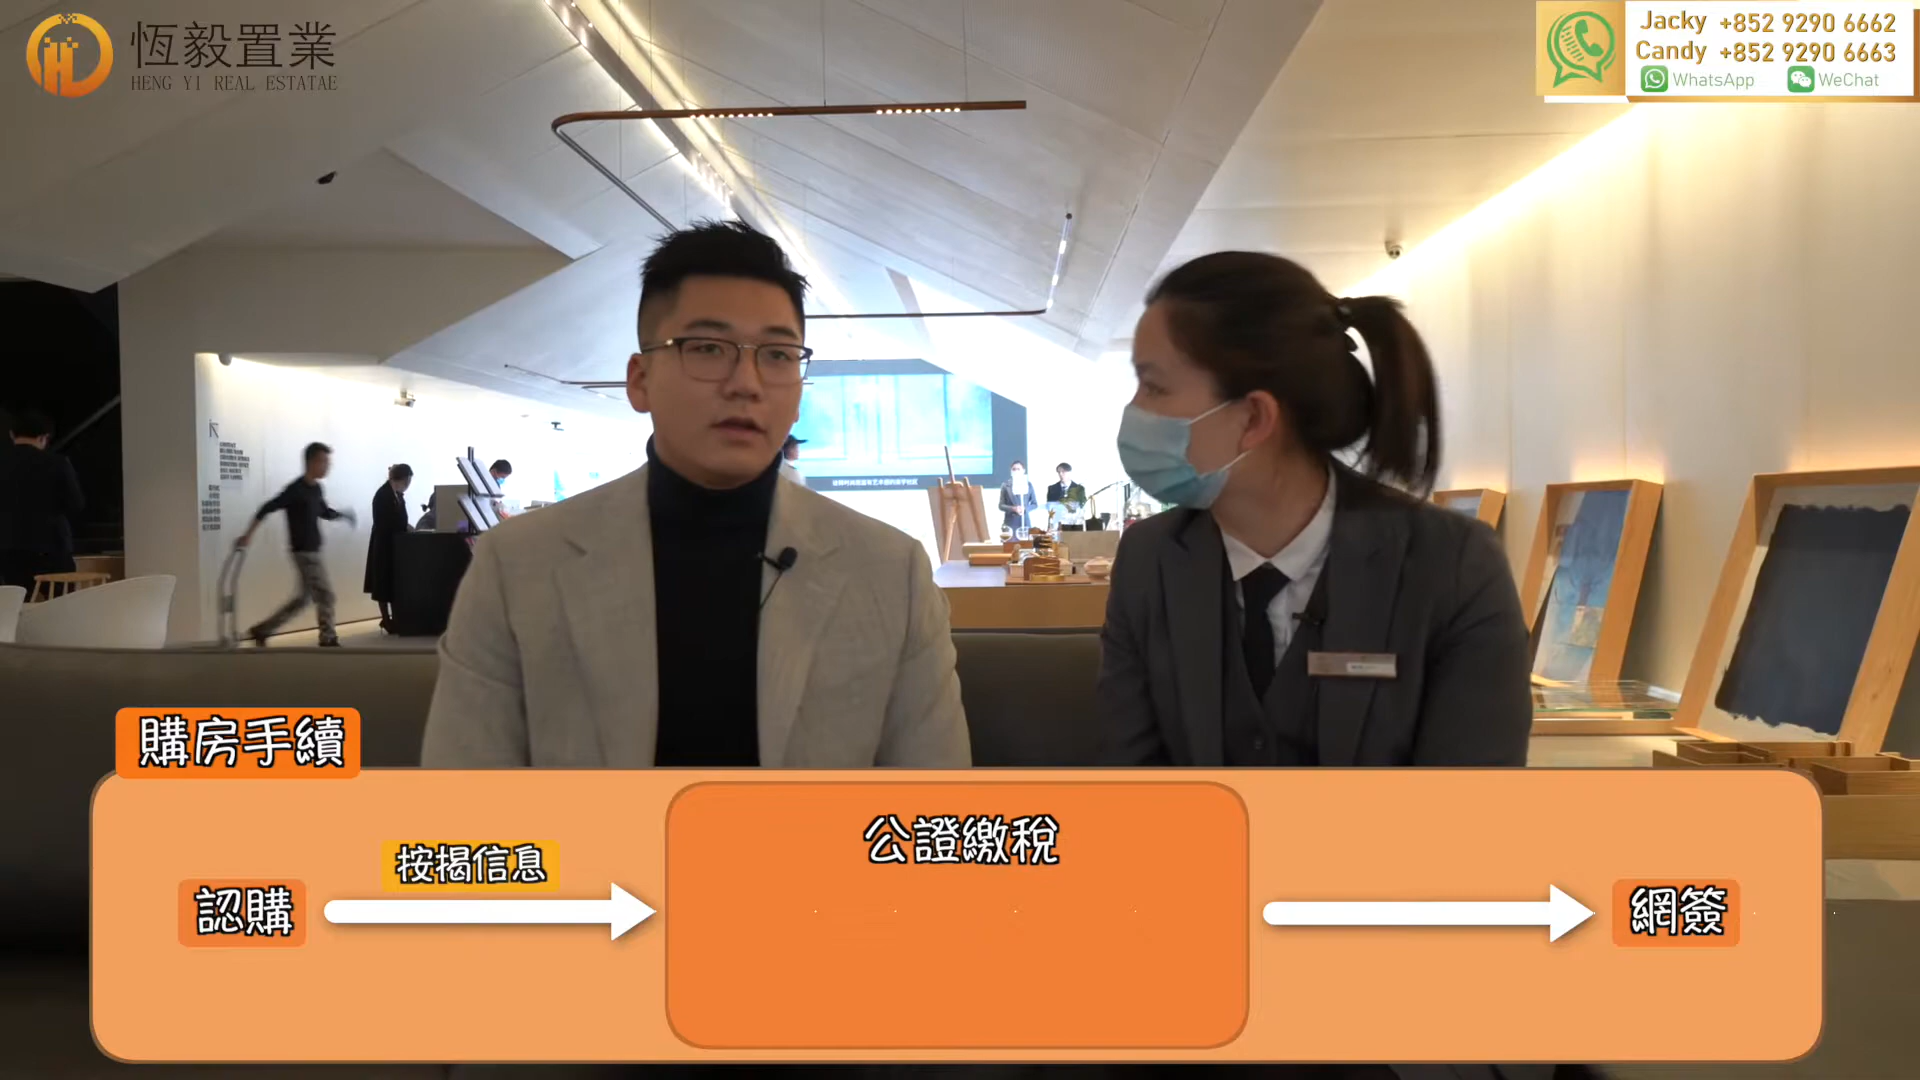 恆毅置業
HENG YI REAL ESTATAE
Jacky +852 9290 6662
Candy +852 9290 6663
WhatsApp WeChat
購房手續
公證繳稅
按揭信息
認購
網簽